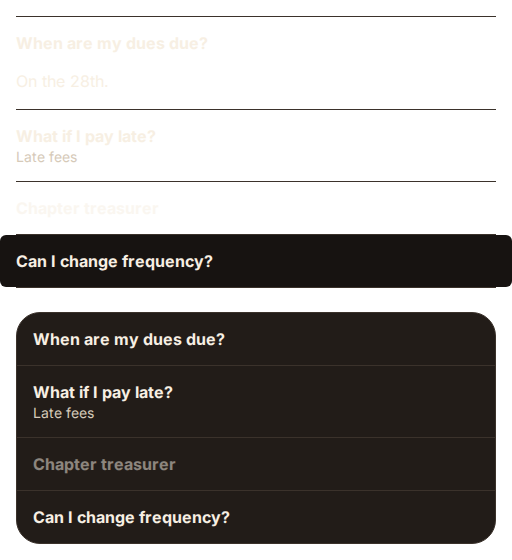 When are my dues due?
On the 28th.
What if I pay late?
Late fees
Chapter treasurer
Can I change frequency?
When are my dues due?
What if I pay late?
Late fees
Chapter treasurer
Can I change frequency?